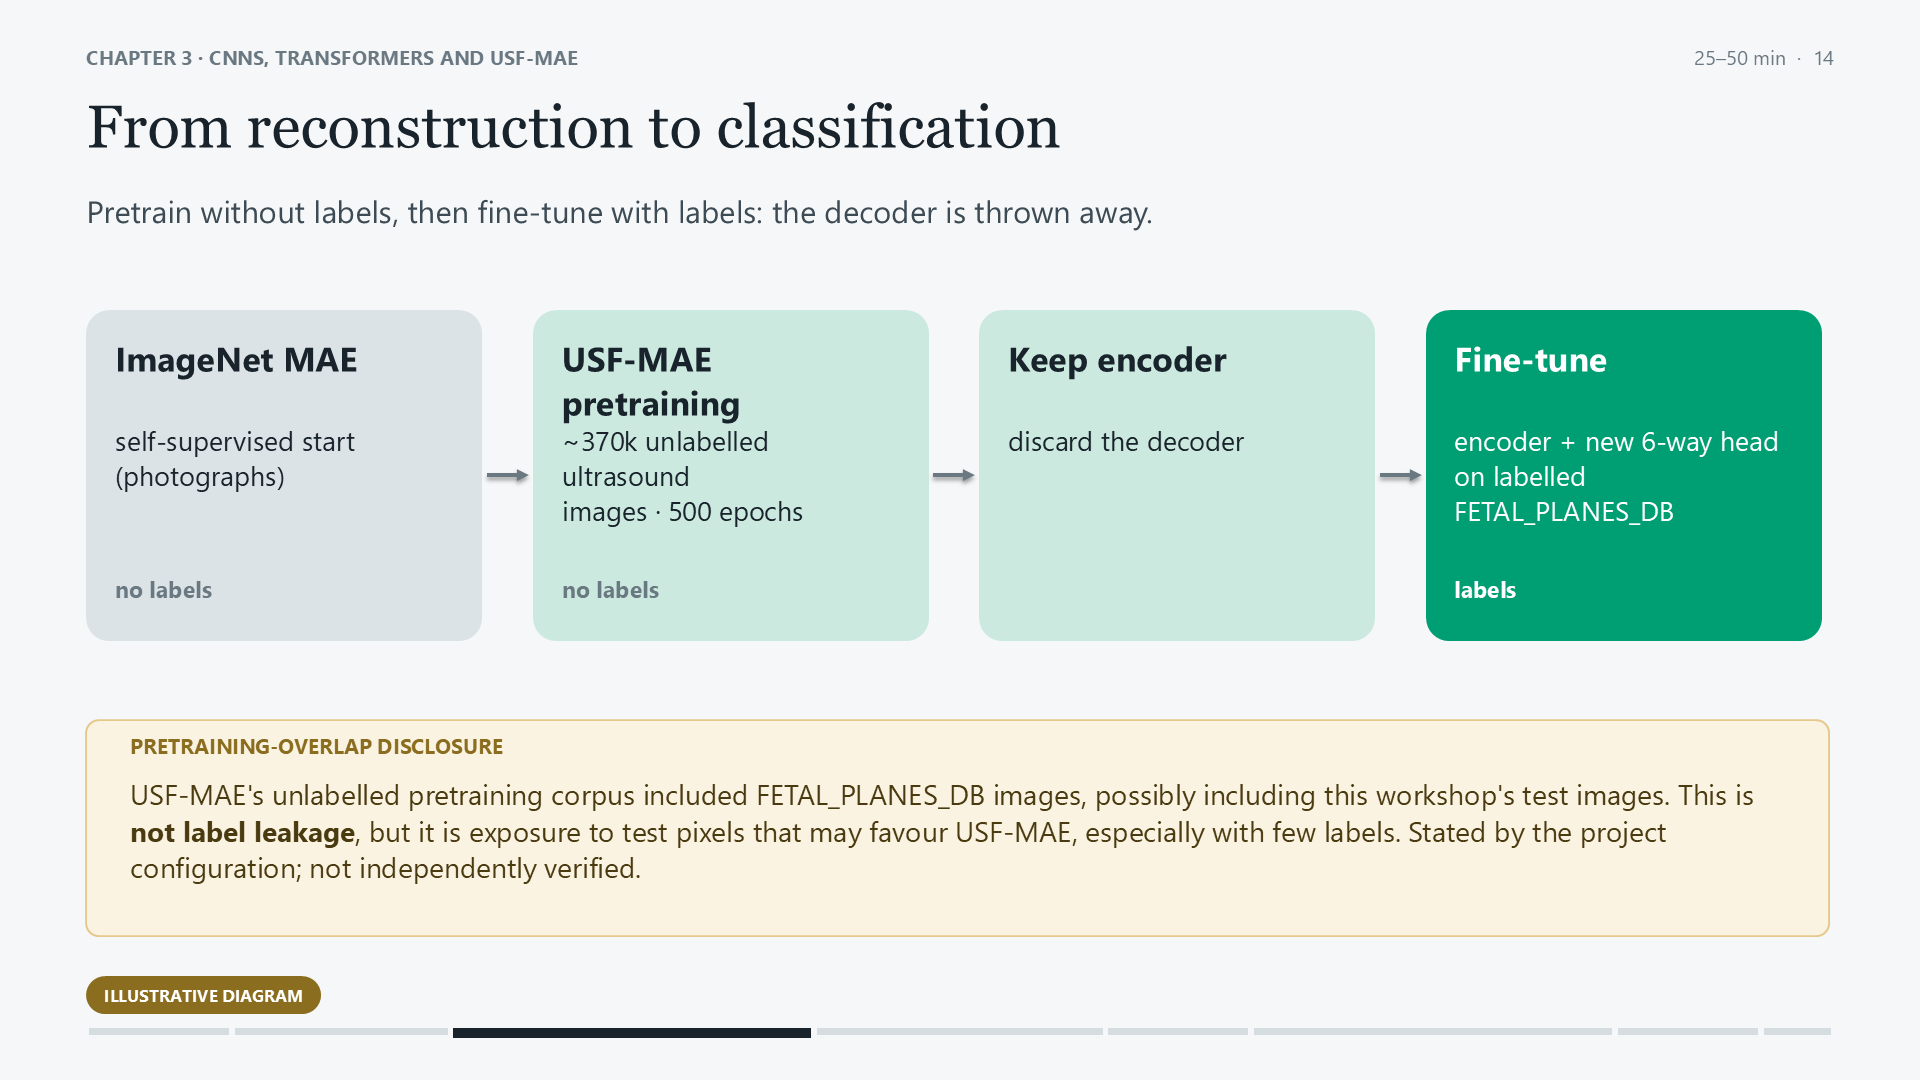 CHAPTER 3 · CNNS, TRANSFORMERS AND USF-MAE
25–50 min · 14
From reconstruction to classification
Pretrain without labels, then fine-tune with labels: the decoder is thrown away.
ImageNet MAE
self-supervised start
(photographs)
no labels
USF-MAE
pretraining
~370k unlabelled
ultrasound
images · 500 epochs
no labels
Keep encoder
discard the decoder
Fine-tune
encoder + new 6-way head
on labelled
FETAL_PLANES_DB
labels
PRETRAINING-OVERLAP DISCLOSURE
USF-MAE's unlabelled pretraining corpus included FETAL_PLANES_DB images, possibly including this workshop's test images. This is
not label leakage, but it is exposure to test pixels that may favour USF-MAE, especially with few labels. Stated by the project
configuration; not independently verified.
ILLUSTRATIVE DIAGRAM